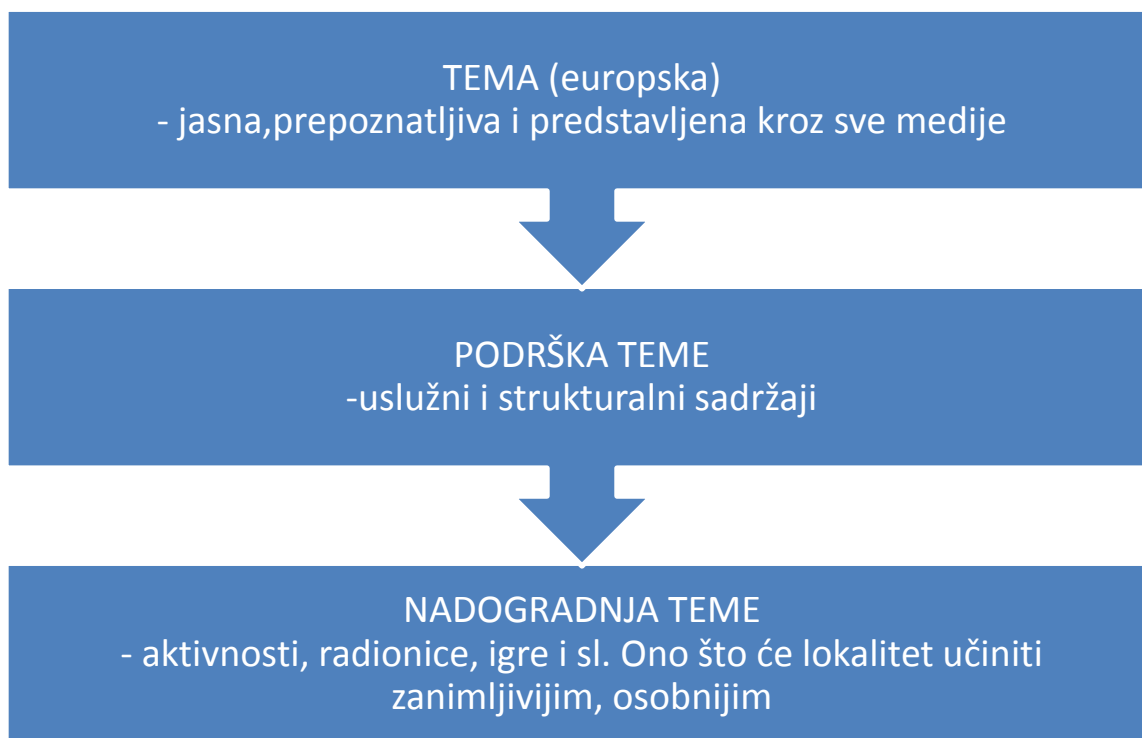 TEMA (europska)
- jasna,prepoznatljiva i predstavljena kroz sve medije
PODRŠKA TEME
-uslužni i strukturalni sadržaji
NADOGRADNJA TEME
- aktivnosti, radionice, igre i sl. Ono što će lokalitet učiniti
zanimljivijim, osobnijim